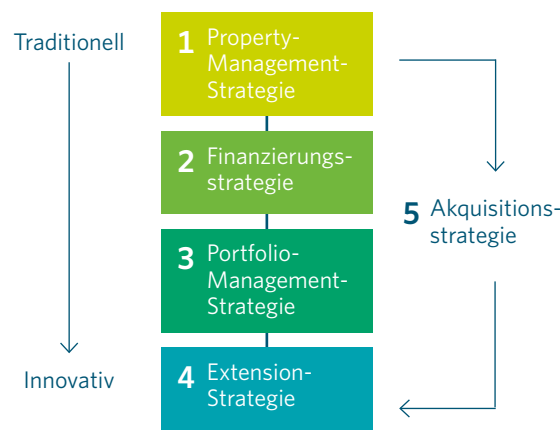 Traditionell
1 Property-
Management-
Strategie
2 Finanzierungs-
strategie
3 Portfolio-
Management-
Strategie
4 Extension-
Strategie
Innovativ
5 Akquisitions-
strategie